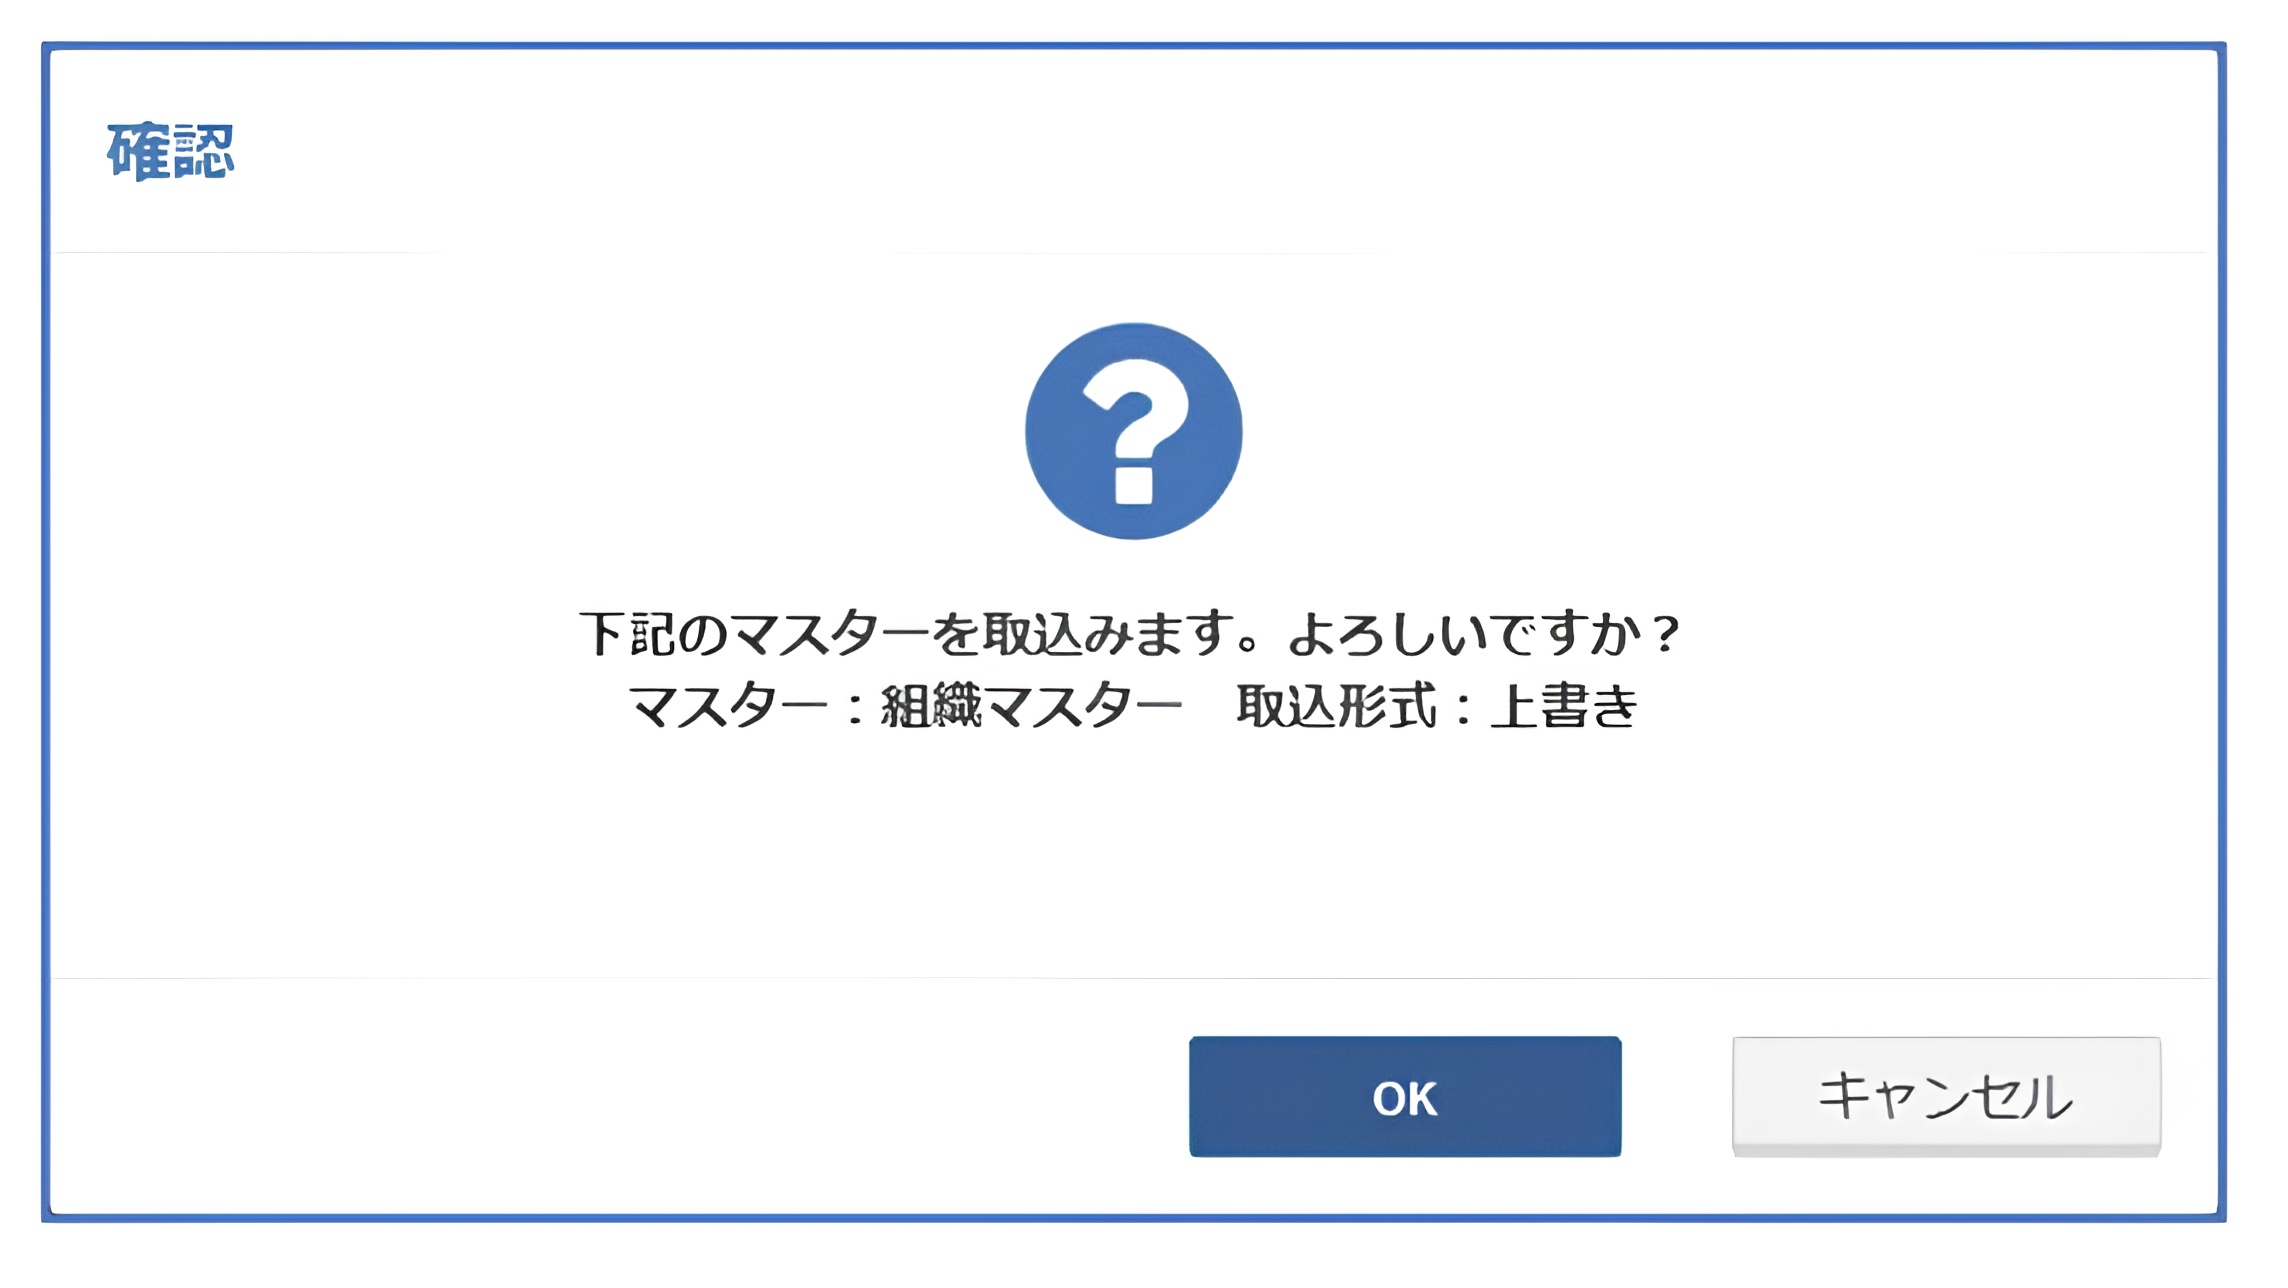 確認
下記のマスターを取込みます。よろしいですか？
マスター：組織マスター　取込形式：上書き
OK
キャンセル